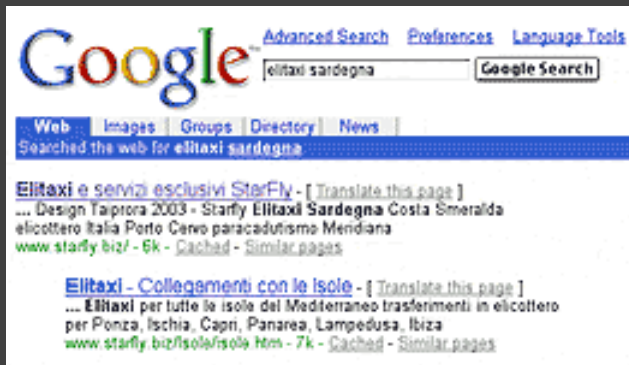 Google™ Advanced Search Preferences Language Tools
elitaxi sardegna Google Search
Web Images Groups Directory News
Searched the web for elitaxi sardegna
Elitaxi e servizi esclusivi StarFly - [ Translate this page ]
... Design Taiprora 2003 - Starfly Elitaxi Sardegna Costa Smeralda
elicottero Italia Porto Cervo paracadutismo Meridiana
www.starfly.biz/ - 6k - Cached - Similar pages
Elitaxi - Collegamenti con le Isole - [ Translate this page ]
... Elitaxi per tutte le isole del Mediterraneo trasferimenti in elicottero
per Ponza, Ischia, Capri, Panarea, Lampedusa, Ibiza
www.starfly.biz/Isole/isole.htm - 7k - Cached - Similar pages